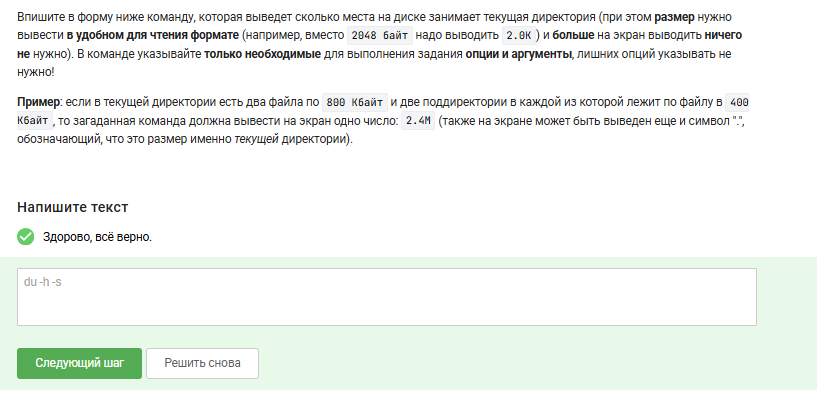 Впишите в форму ниже команду, которая выведет сколько места на диске занимает текущая директория (при этом размер нужно
вывести в удобном для чтения формате (например, вместо 2048 байт надо выводить 2.0K ) и больше на экран выводить ничего
не нужно). В команде указывайте только необходимые для выполнения задания опции и аргументы, лишних опций указывать не
нужно!
Пример: если в текущей директории есть два файла по 800 Кбайт и две поддиректории в каждой из которой лежит по файлу в 400
Кбайт , то загаданная команда должна вывести на экран одно число: 2.4M (также на экране может быть выведен еще и символ ".",
обозначающий, что это размер именно текущей директории).
Напишите текст
Здорово, всё верно.
du -h -s
Следующий шаг Решить снова